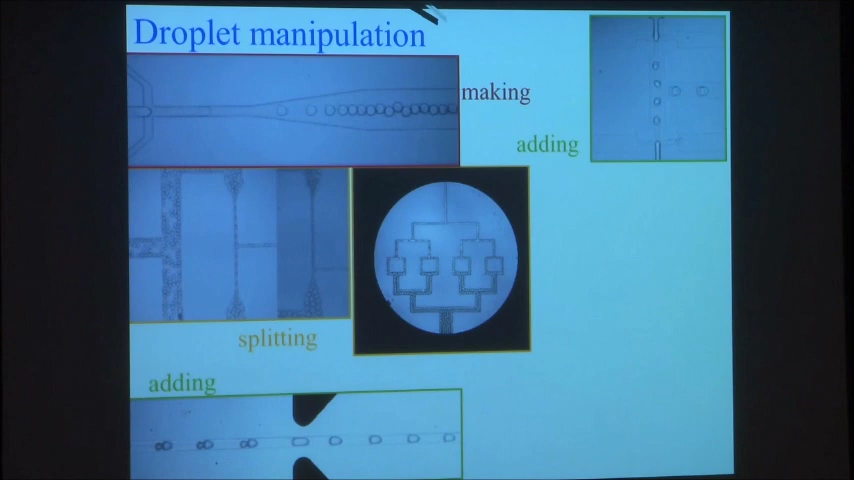 Droplet manipulation
making
adding
splitting
adding